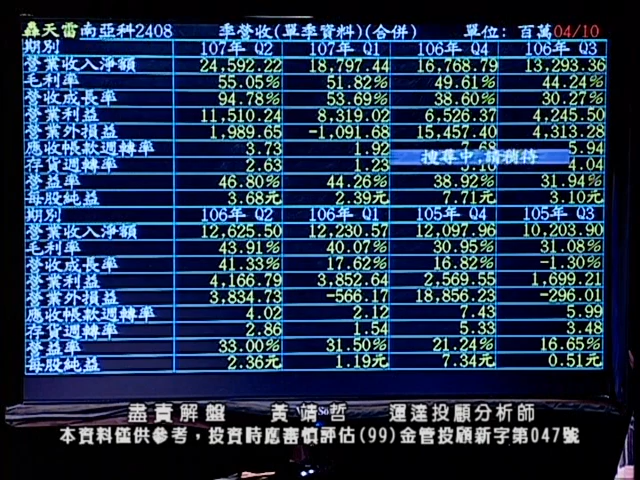 轟天雷南亞科2408 季營收(單季資料)(合併) 單位: 百萬04/10
期別 107年 Q2 107年 Q1 106年 Q4 106年 Q3
營業收入淨額 24,592.22 18,797.44 16,768.79 13,293.36
毛利率 55.05% 51.82% 49.61% 44.24%
營收成長率 94.78% 53.69% 38.60% 30.27%
營業利益 11,510.24 8,319.02 6,526.37 4,245.50
營業外損益 1,989.65 -1,091.68 15,457.40 4,313.28
應收帳款週轉率 3.73 1.92 7.68 5.94
搜尋中,請稍待
存貨週轉率 2.63 1.23 4.04
營益率 46.80% 44.26% 38.92% 31.94%
每股純益 3.68元 2.39元 7.71元 3.10元
期別 106年 Q2 106年 Q1 105年 Q4 105年 Q3
營業收入淨額 12,625.50 12,230.57 12,097.96 10,203.90
毛利率 43.91% 40.07% 30.95% 31.08%
營收成長率 41.33% 17.62% 16.82% -1.30%
營業利益 4,166.79 3,852.64 2,569.55 1,699.21
營業外損益 3,834.73 -566.17 18,856.23 -296.01
應收帳款週轉率 4.02 2.12 7.43 5.99
存貨週轉率 2.86 1.54 5.33 3.48
營益率 33.00% 31.50% 21.24% 16.65%
每股純益 2.36元 1.19元 7.34元 0.51元
盡責解盤 黃靖哲 運達投顧分析師
本資料僅供參考，投資時應審慎評估(99)金管投顧新字第047號